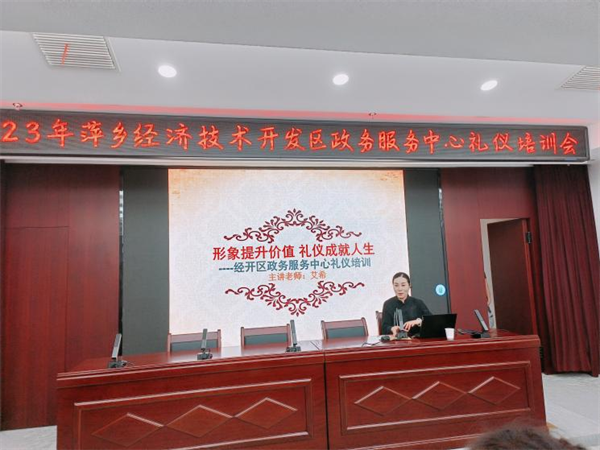 23年萍乡经济技术开发区政务服务中心礼仪培训会
形象提升价值 礼仪成就人生
----经开区政务服务中心礼仪培训
主讲老师：艾希